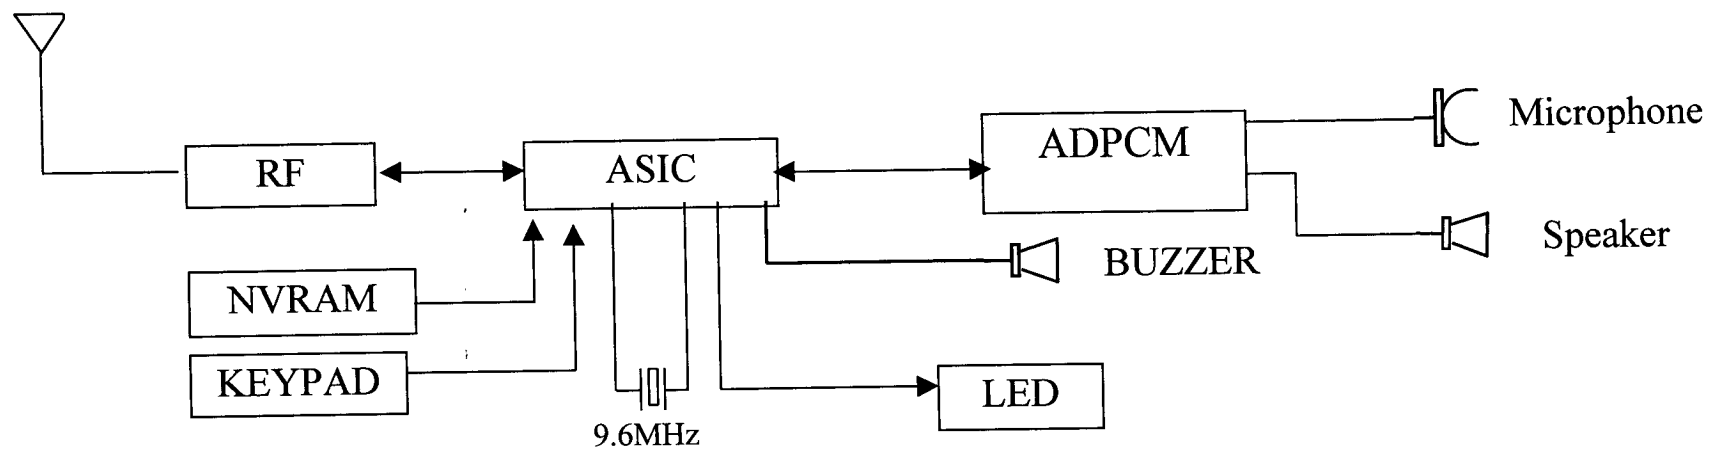 Microphone
ADPCM
RF
ASIC
Speaker
BUZZER
NVRAM
KEYPAD
LED
9.6MHz